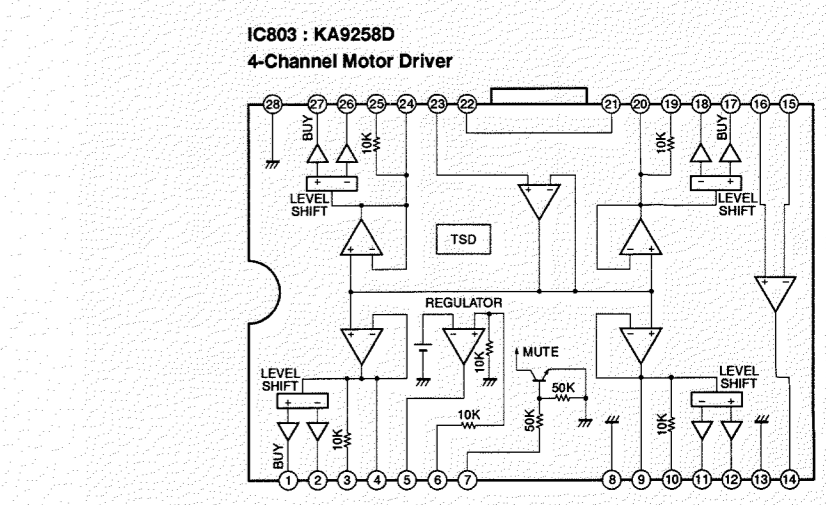 IC803 : KA9258D
4-Channel Motor Driver
28 27 26 25 24 23 22 21 20 19 18 17 16 15
BUY 10K 10K BUY
+ - - +
LEVEL SHIFT
LEVEL SHIFT
+ -
+ -
TSD
- +
+ -
REGULATOR
+ -
- +
- +
10K
MUTE
50K
50K
10K
LEVEL SHIFT
+ -
LEVEL SHIFT
- +
BUY 10K 10K
1 2 3 4 5 6 7 8 9 10 11 12 13 14